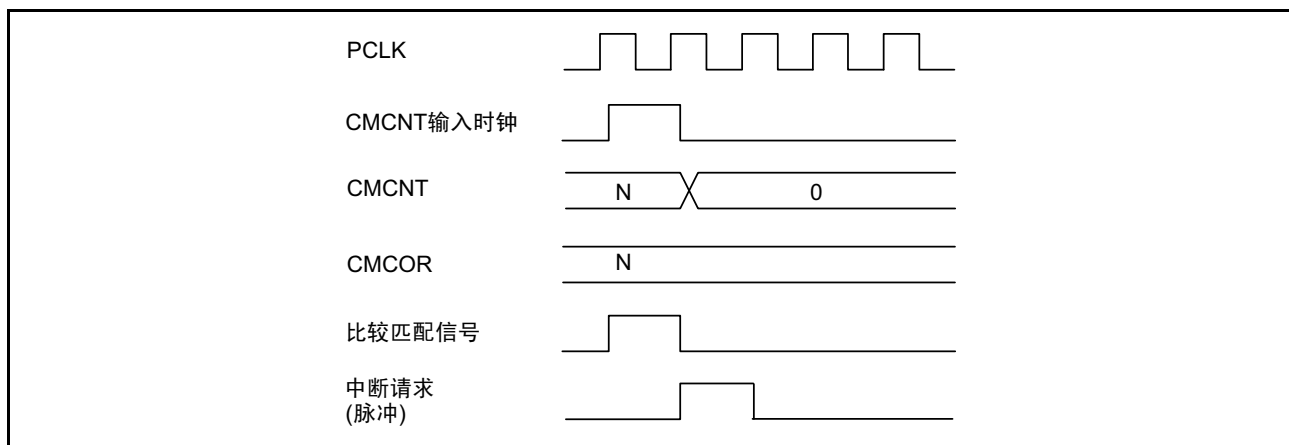 PCLK
CMCNT输入时钟
CMCNT N 0
CMCOR N
比较匹配信号
中断请求
(脉冲)